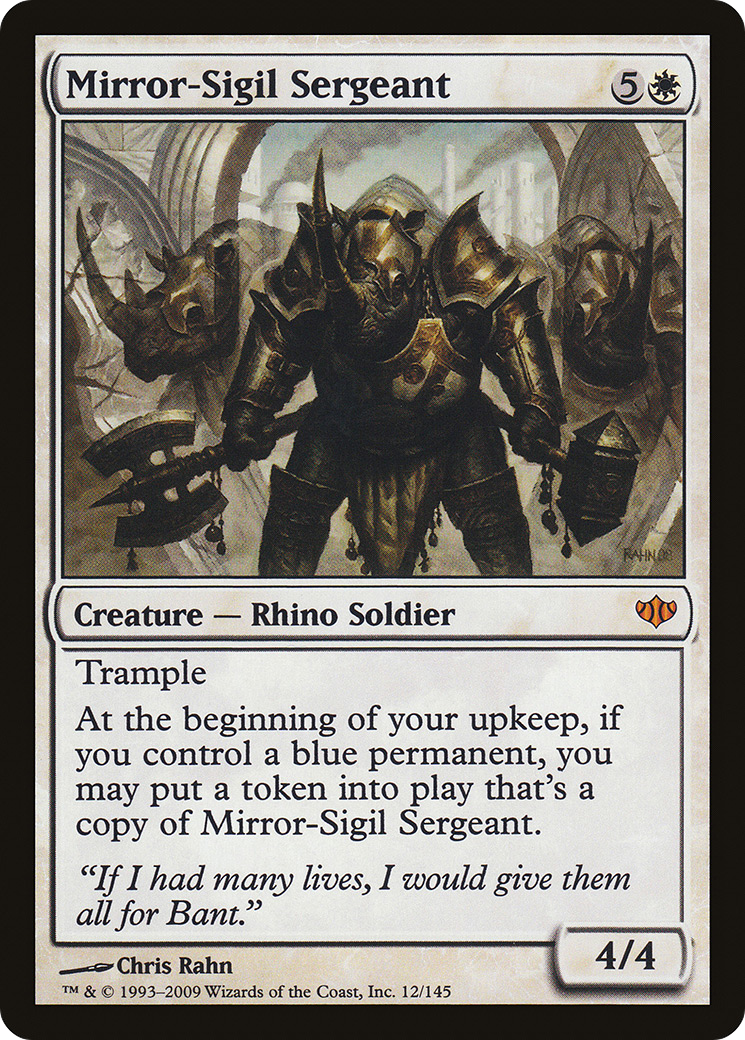 Mirror-Sigil Sergeant 5
RAHN 08
Creature — Rhino Soldier
Trample
At the beginning of your upkeep, if
you control a blue permanent, you
may put a token into play that's a
copy of Mirror-Sigil Sergeant.
“If I had many lives, I would give them
all for Bant.”
4/4
Chris Rahn
™ & © 1993–2009 Wizards of the Coast, Inc. 12/145